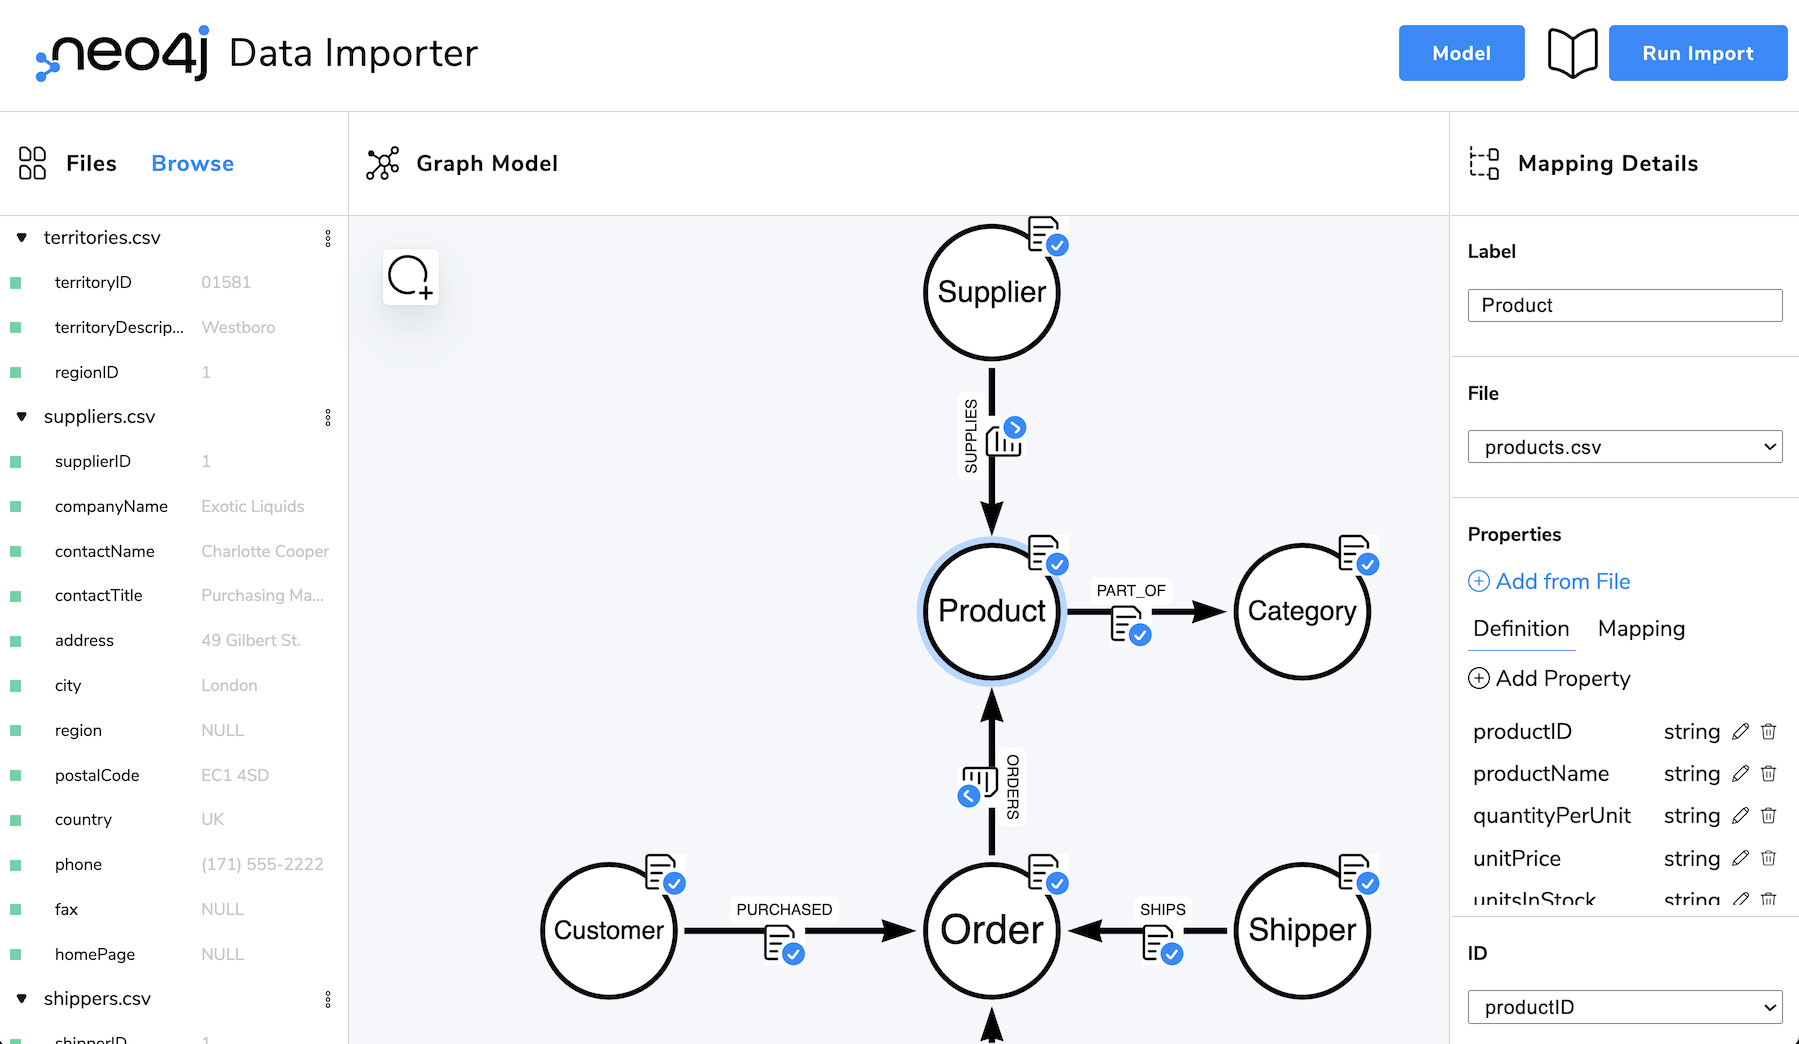 neo4j Data Importer
Model
Run Import
Files
Browse
Graph Model
Mapping Details
territories.csv
territoryID 01581
territoryDescrip... Westboro
regionID 1
suppliers.csv
supplierID 1
companyName Exotic Liquids
contactName Charlotte Cooper
contactTitle Purchasing Ma...
address 49 Gilbert St.
city London
region NULL
postalCode EC1 4SD
country UK
phone (171) 555-2222
fax NULL
homePage NULL
shippers.csv
shipperID 1
Supplier
SUPPLIES
Product
PART_OF
Category
ORDERS
Customer
PURCHASED
Order
SHIPS
Shipper
Label
Product
File
products.csv
Properties
Add from File
Definition Mapping
Add Property
productID string
productName string
quantityPerUnit string
unitPrice string
unitsInStock string
ID
productID